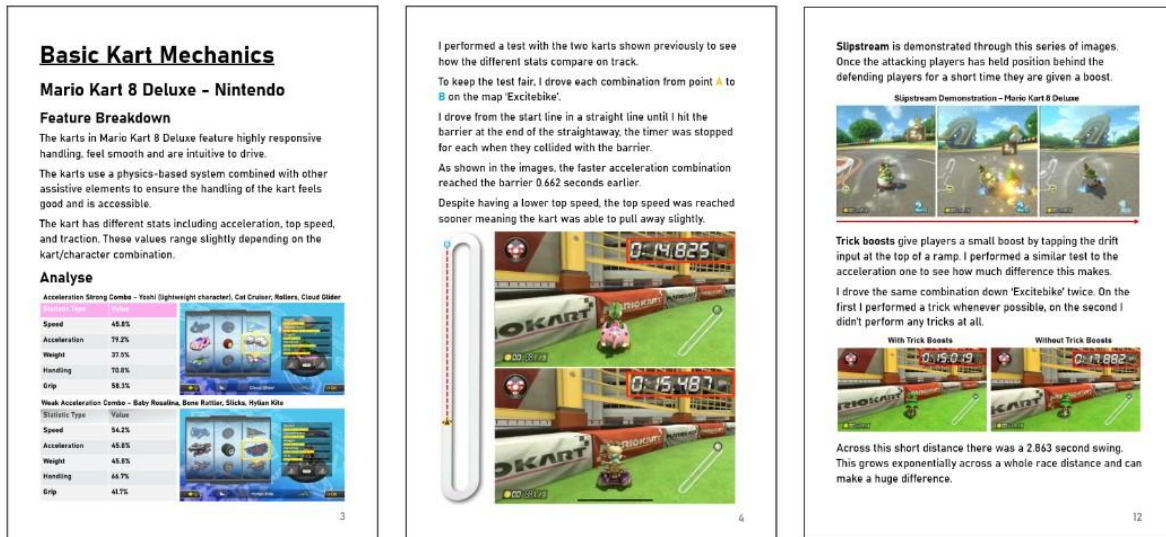 Basic Kart Mechanics
Mario Kart 8 Deluxe – Nintendo
Feature Breakdown
The karts in Mario Kart 8 Deluxe feature highly responsive
handling, feel smooth and are intuitive to drive.
The karts use a physics-based system combined with other
assistive elements to ensure the handling of the kart feels
good and is accessible.
The kart has different stats including acceleration, top speed,
and traction. These values range slightly depending on the
kart/character combination.
Analyse
Acceleration Strong Combo – Yoshi (lightweight character), Cat Cruiser, Rollers, Cloud Glider
Statistic Type Value
Speed 45.8%
Acceleration 79.2%
Weight 37.5%
Handling 70.8%
Grip 58.3%
Cloud Glider
Weak Acceleration Combo – Baby Rosalina, Bone Rattler, Slicks, Hylian Kite
Statistic Type Value
Speed 54.2%
Acceleration 45.8%
Weight 45.8%
Handling 66.7%
Grip 41.7%
Hylian Kite
3
I performed a test with the two karts shown previously to see
how the different stats compare on track.
To keep the test fair, I drove each combination from point A to
B on the map 'Excitebike'.
I drove from the start line in a straight line until I hit the
barrier at the end of the straightaway, the timer was stopped
for each when they collided with the barrier.
As shown in the images, the faster acceleration combination
reached the barrier 0.662 seconds earlier.
Despite having a lower top speed, the top speed was reached
sooner meaning the kart was able to pull away slightly.
B
A
0:14.825
MARIOKART
0:15.487
MARIOKART
4
Slipstream is demonstrated through this series of images.
Once the attacking players has held position behind the
defending players for a short time they are given a boost.
Slipstream Demonstration – Mario Kart 8 Deluxe
Trick boosts give players a small boost by tapping the drift
input at the top of a ramp. I performed a similar test to the
acceleration one to see how much difference this makes.
I drove the same combination down 'Excitebike' twice. On the
first I performed a trick whenever possible, on the second I
didn't perform any tricks at all.
With Trick Boosts
Without Trick Boosts
0:15.019
0:17.882
Across this short distance there was a 2.863 second swing.
This grows exponentially across a whole race distance and can
make a huge difference.
12